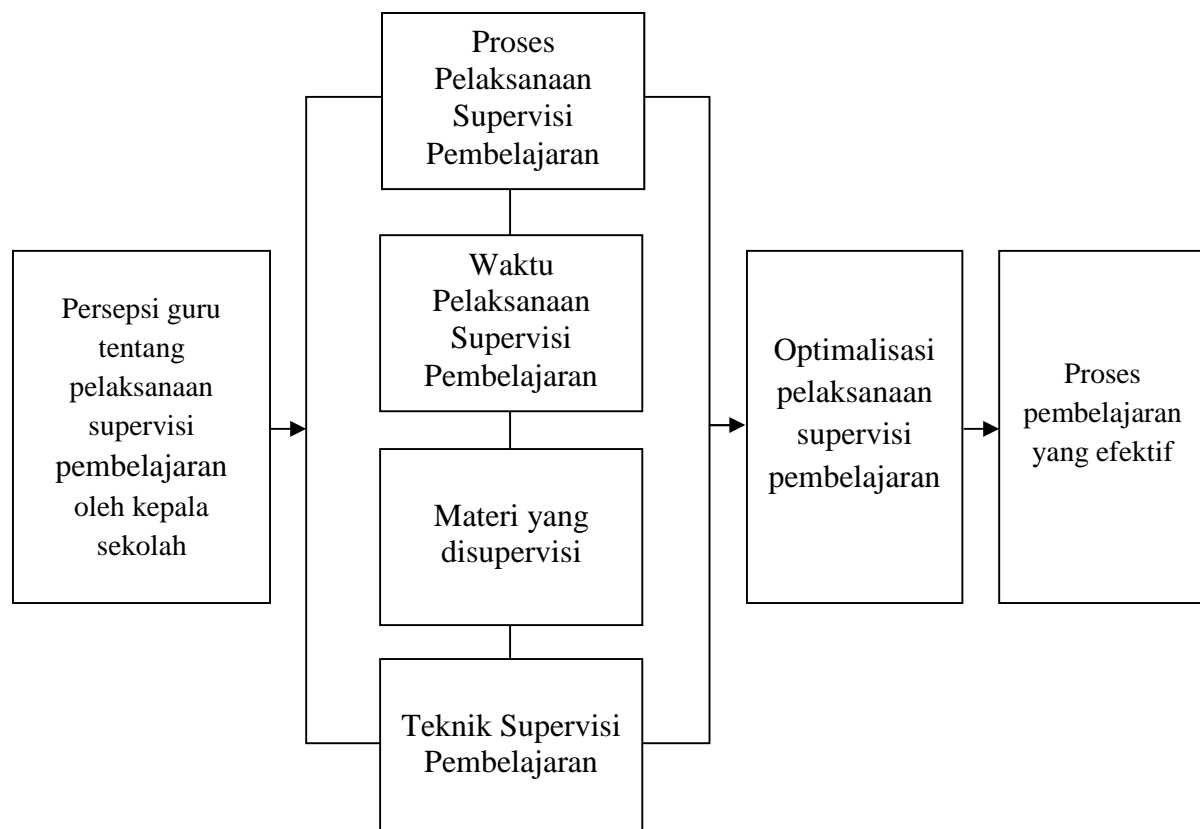 Persepsi guru
tentang
pelaksanaan
supervisi
pembelajaran
oleh kepala
sekolah
Proses
Pelaksanaan
Supervisi
Pembelajaran
Waktu
Pelaksanaan
Supervisi
Pembelajaran
Materi yang
disupervisi
Teknik Supervisi
Pembelajaran
Optimalisasi
pelaksanaan
supervisi
pembelajaran
Proses
pembelajaran
yang efektif